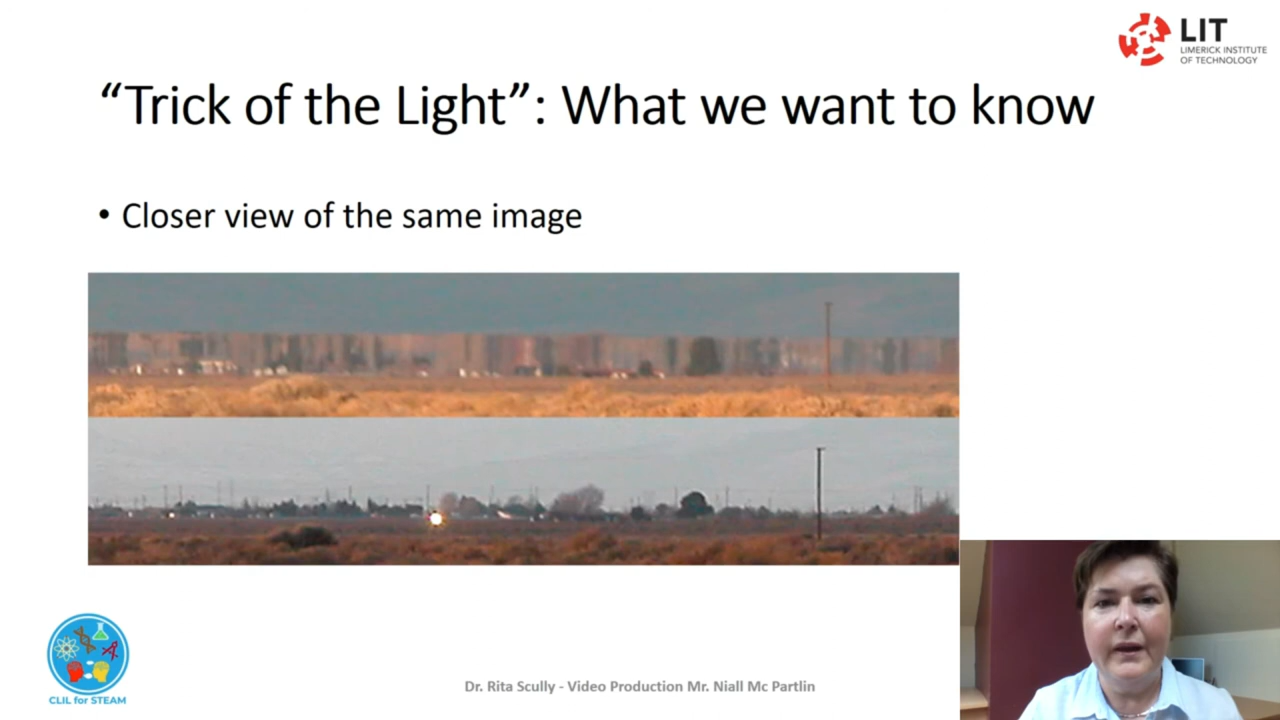 LIT
LIMERICK INSTITUTE
OF TECHNOLOGY
“Trick of the Light”: What we want to know
• Closer view of the same image
CLIL for STEAM
Dr. Rita Scully - Video Production Mr. Niall Mc Partlin